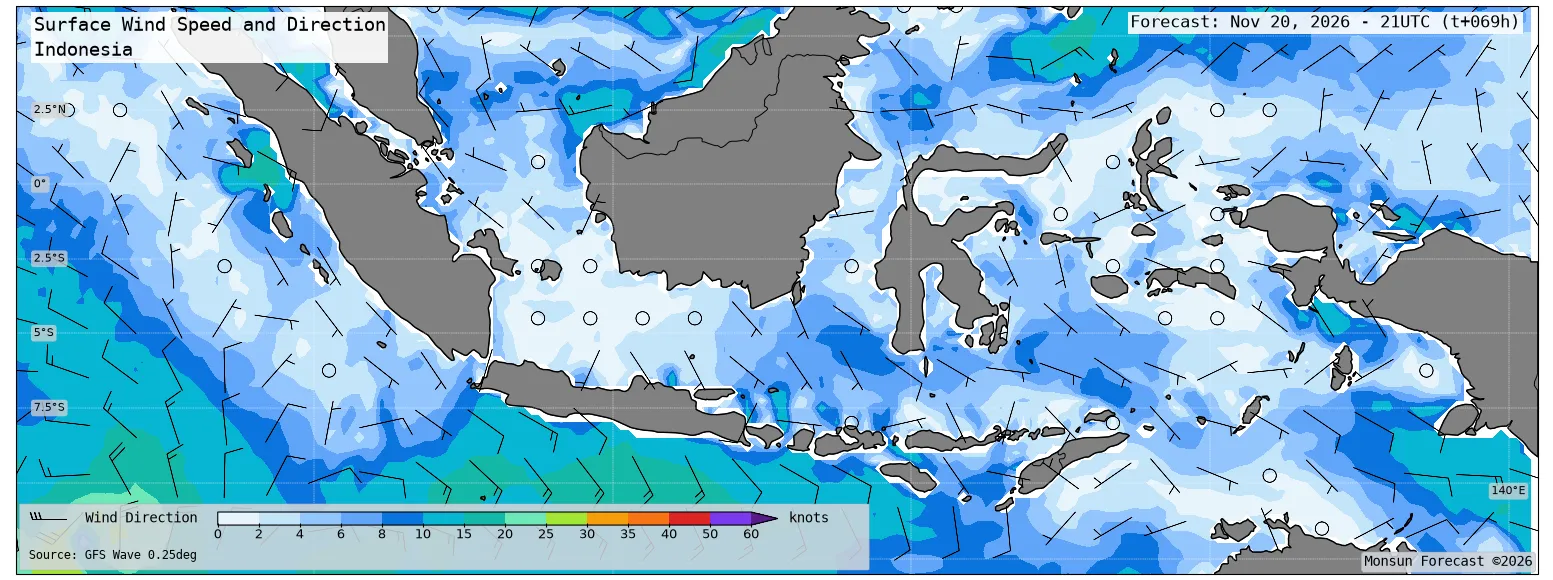 Surface Wind Speed and Direction
Indonesia
Forecast: Nov 20, 2026 - 21UTC (t+069h)
2.5°N
0°
2.5°S
5°S
7.5°S
140°E
Wind Direction
0 2 4 6 8 10 15 20 25 30 35 40 50 60
knots
Source: GFS Wave 0.25deg
Monsun Forecast ©2026